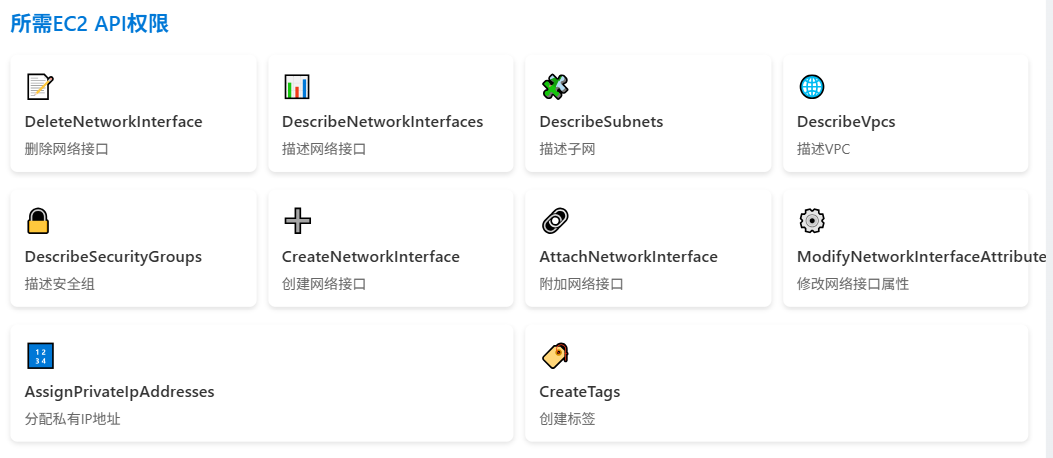 所需EC2 API权限
DeleteNetworkInterface
删除网络接口
DescribeNetworkInterfaces
描述网络接口
DescribeSubnets
描述子网
DescribeVpcs
描述VPC
DescribeSecurityGroups
描述安全组
CreateNetworkInterface
创建网络接口
AttachNetworkInterface
附加网络接口
ModifyNetworkInterfaceAttribute
修改网络接口属性
1 2
3 4
AssignPrivateIpAddresses
分配私有IP地址
CreateTags
创建标签